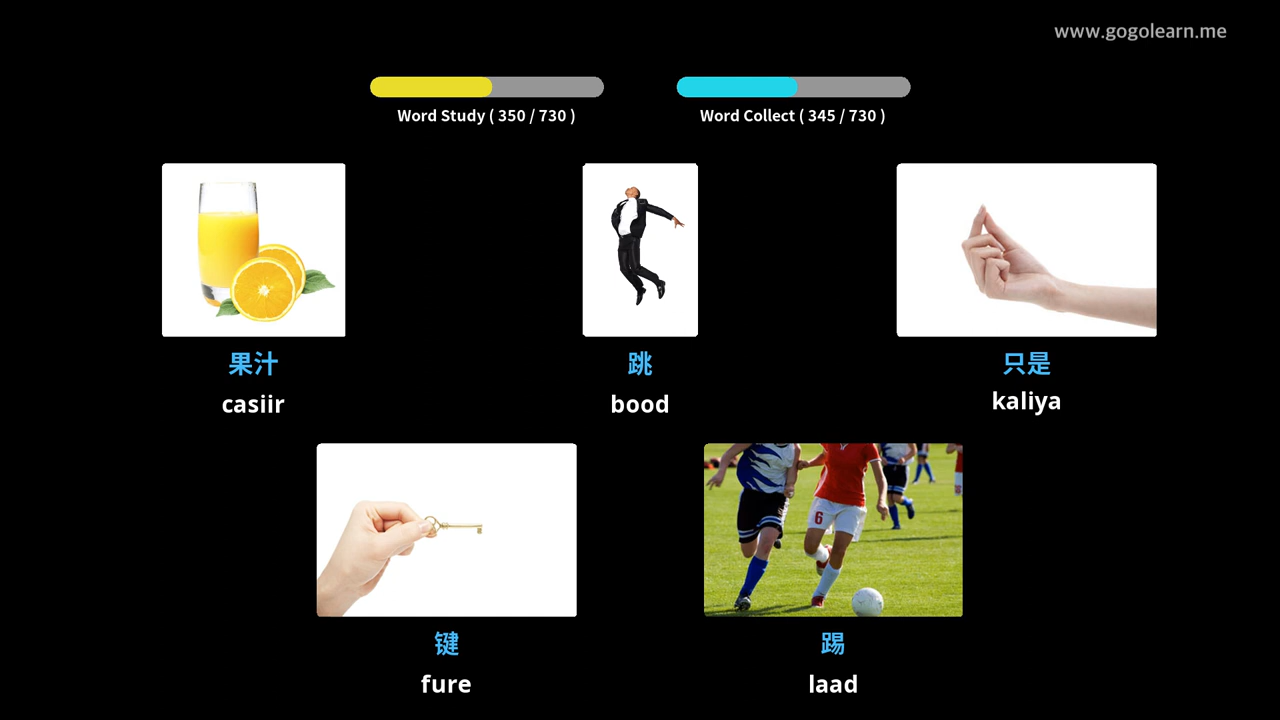 www.gogolearn.me
Word Study ( 350 / 730 )
Word Collect ( 345 / 730 )
果汁
casiir
跳
bood
只是
kaliya
键
fure
6
踢
laad